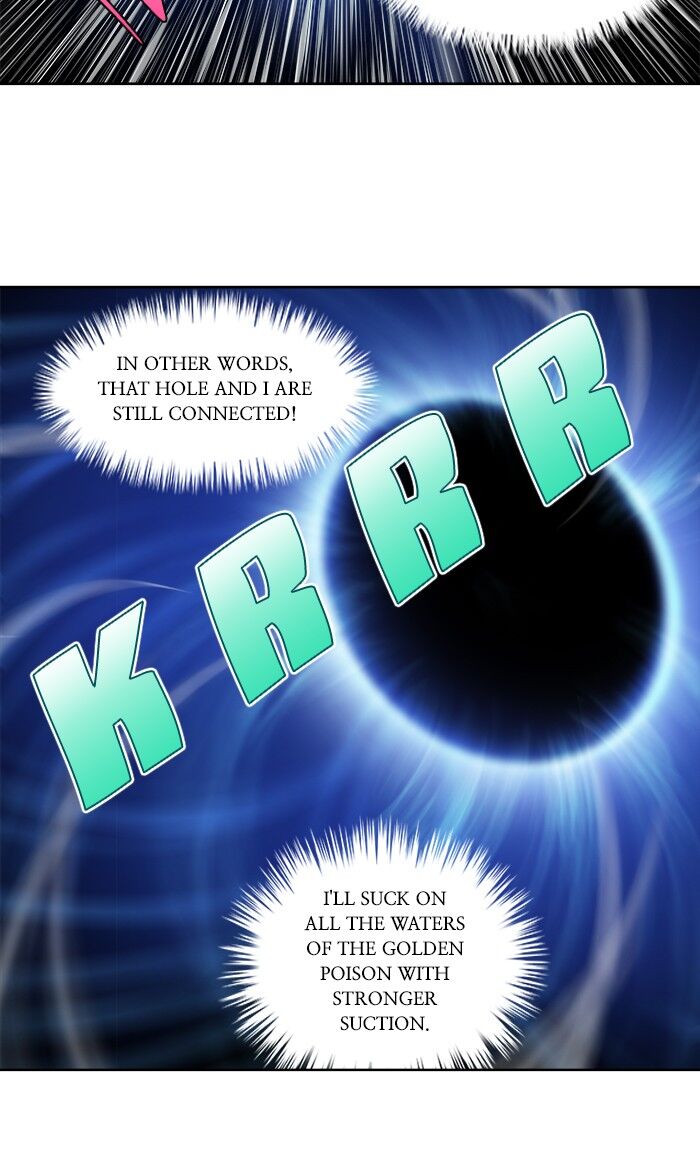 IN OTHER WORDS,
THAT HOLE AND I ARE
STILL CONNECTED!
KRRR
I'LL SUCK ON
ALL THE WATERS
OF THE GOLDEN
POISON WITH
STRONGER
SUCTION.